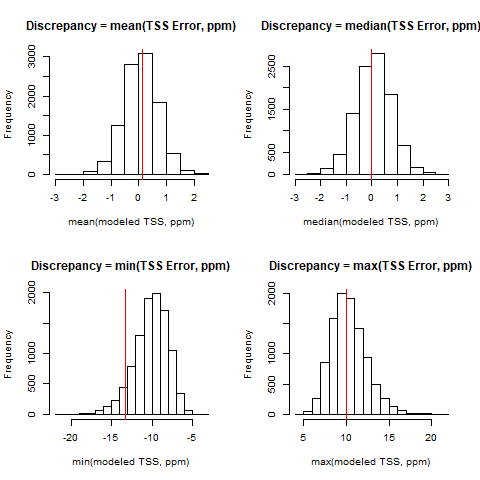 Discrepancy = mean(TSS Error, ppm)
Frequency
0
1000
2000
3000
-3 -2 -1 0 1 2
mean(modeled TSS, ppm)
Discrepancy = median(TSS Error, ppm)
Frequency
0
500
1500
2500
-3 -2 -1 0 1 2 3
median(modeled TSS, ppm)
Discrepancy = min(TSS Error, ppm)
Frequency
0
500
1000
2000
-20 -15 -10 -5
min(modeled TSS, ppm)
Discrepancy = max(TSS Error, ppm)
Frequency
0
500
1000
2000
5 10 15 20
max(modeled TSS, ppm)